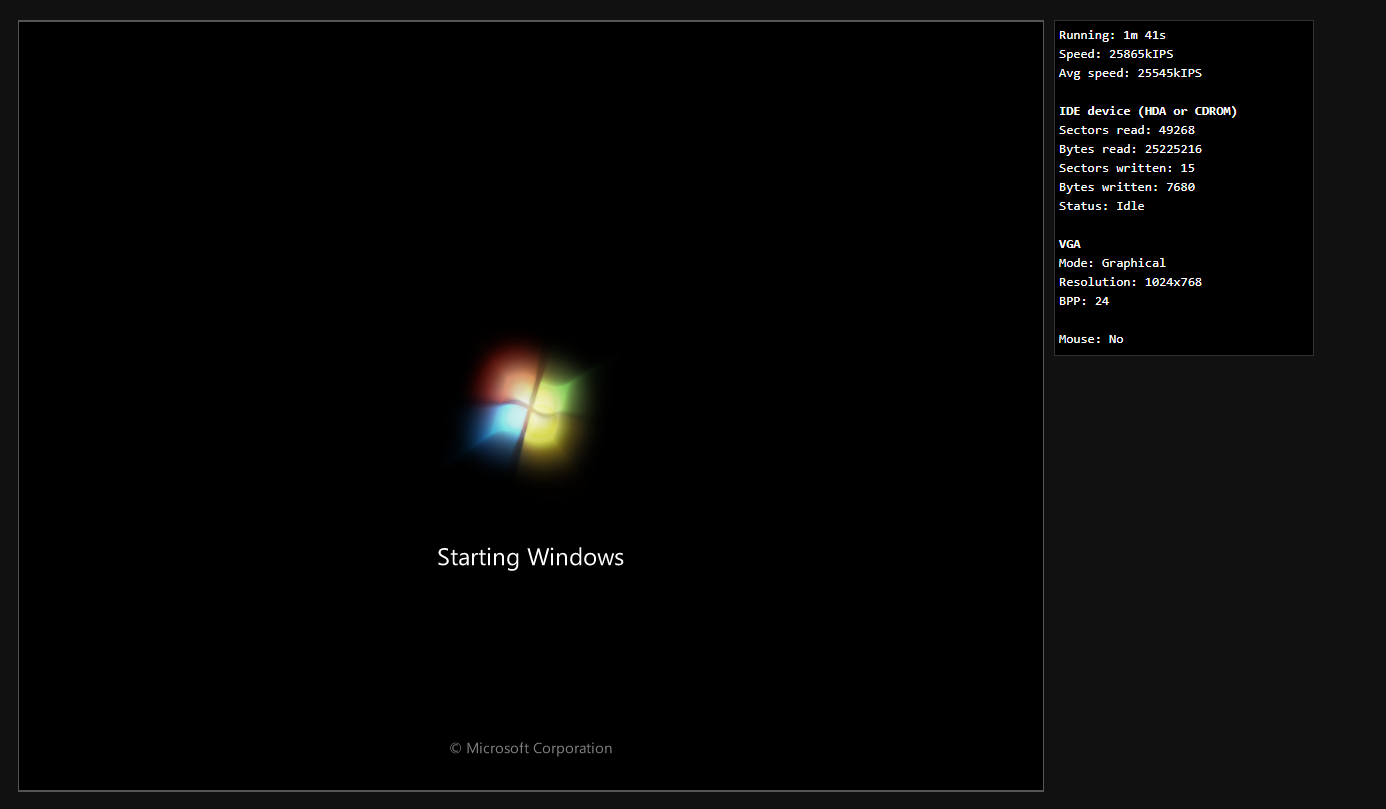 Starting Windows
© Microsoft Corporation
Running: 1m 41s
Speed: 25865kIPS
Avg speed: 25545kIPS
IDE device (HDA or CDROM)
Sectors read: 49268
Bytes read: 25225216
Sectors written: 15
Bytes written: 7680
Status: Idle
VGA
Mode: Graphical
Resolution: 1024x768
BPP: 24
Mouse: No